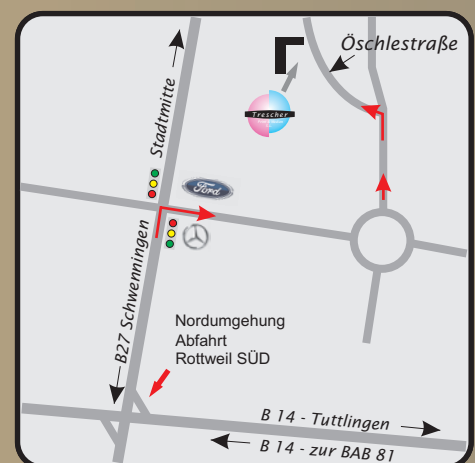 Öschlestraße
Stadtmitte
Trescher
Ford
B27 Schwenningen
Nordumgehung
Abfahrt
Rottweil SÜD
B 14 - Tuttlingen
B 14 - zur BAB 81